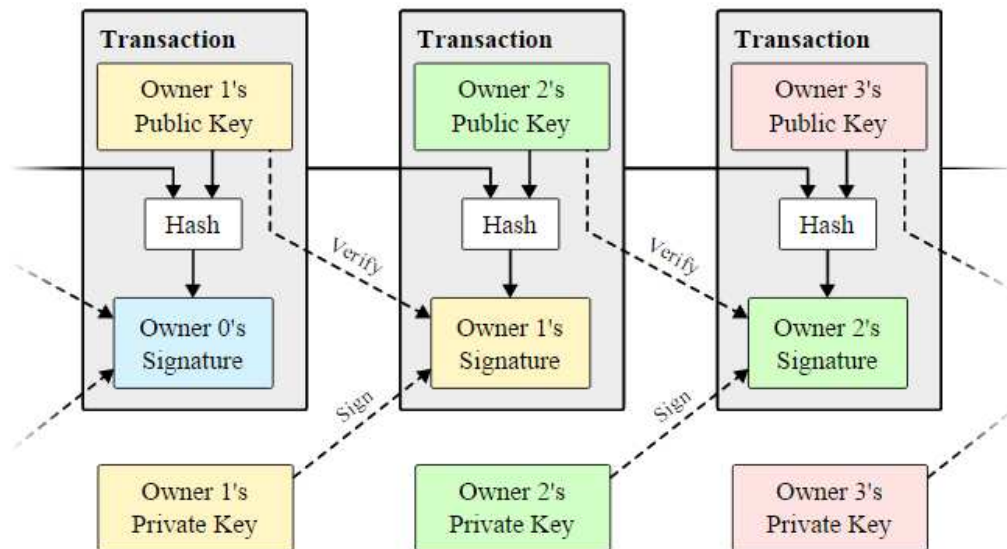 Transaction
Transaction
Transaction
Owner 1's
Public Key
Owner 2's
Public Key
Owner 3's
Public Key
Hash
Hash
Hash
Verify
Verify
Owner 0's
Signature
Owner 1's
Signature
Owner 2's
Signature
Sign
Sign
Owner 1's
Private Key
Owner 2's
Private Key
Owner 3's
Private Key